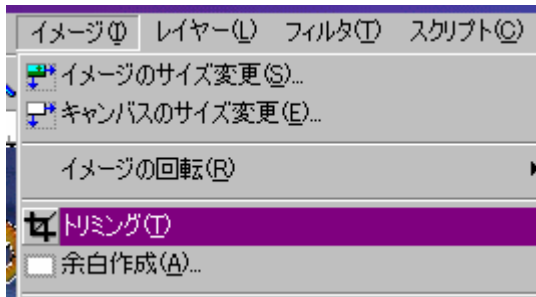 イメージ(I) レイヤー(L) フィルタ(T) スクリプト(C)
イメージのサイズ変更(S)...
キャンバスのサイズ変更(E)...
イメージの回転(R)
トリミング(T)
余白作成(A)...